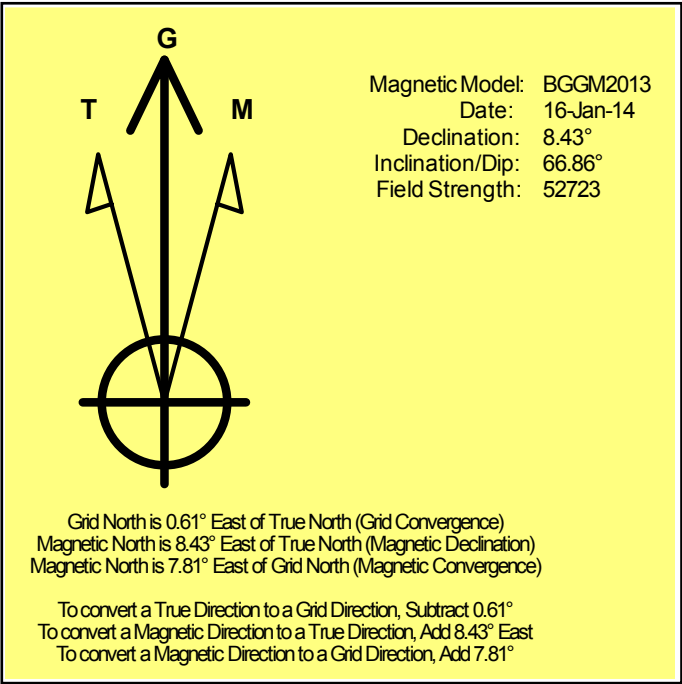 G
T
M
Magnetic Model: BGGM2013
Date: 16-Jan-14
Declination: 8.43°
Inclination/Dip: 66.86°
Field Strength: 52723
Grid North is 0.61° East of True North (Grid Convergence)
Magnetic North is 8.43° East of True North (Magnetic Declination)
Magnetic North is 7.81° East of Grid North (Magnetic Convergence)
To convert a True Direction to a Grid Direction, Subtract 0.61°
To convert a Magnetic Direction to a True Direction, Add 8.43° East
To convert a Magnetic Direction to a Grid Direction, Add 7.81°